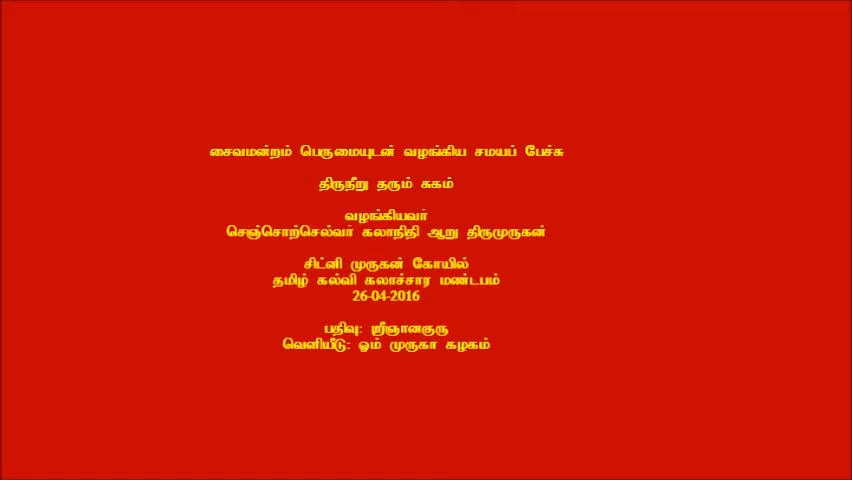 சைவமன்றம் பெருமையுடன் வழங்கிய சமயப் பேச்சு
திருநீறு தரும் சுகம்
வழங்கியவர்
செஞ்சொற்செல்வர் கலாநிதி ஆறு திருமுருகன்
சிட்னி முருகன் கோயில்
தமிழ் கல்வி கலாச்சார மண்டபம்
26-04-2016
பதிவு: ஸ்ரீஞானகுரு
வெளியீடு: ஓம் முருகா கழகம்